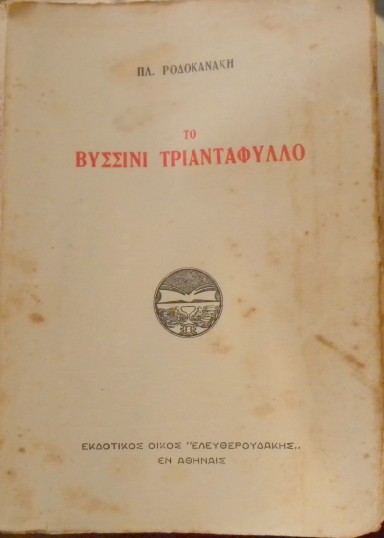 ΠΛ. ΡΟΔΟΚΑΝΑΚΗ
ΤΟ
ΒΥΣΣΙΝΙ ΤΡΙΑΝΤΑΦΥΛΛΟ
ΕΚΔΟΤΙΚΟΣ ΟΙΚΟΣ "ΕΛΕΥΘΕΡΟΥΔΑΚΗΣ„
ΕΝ ΑΘΗΝΑΙΣ